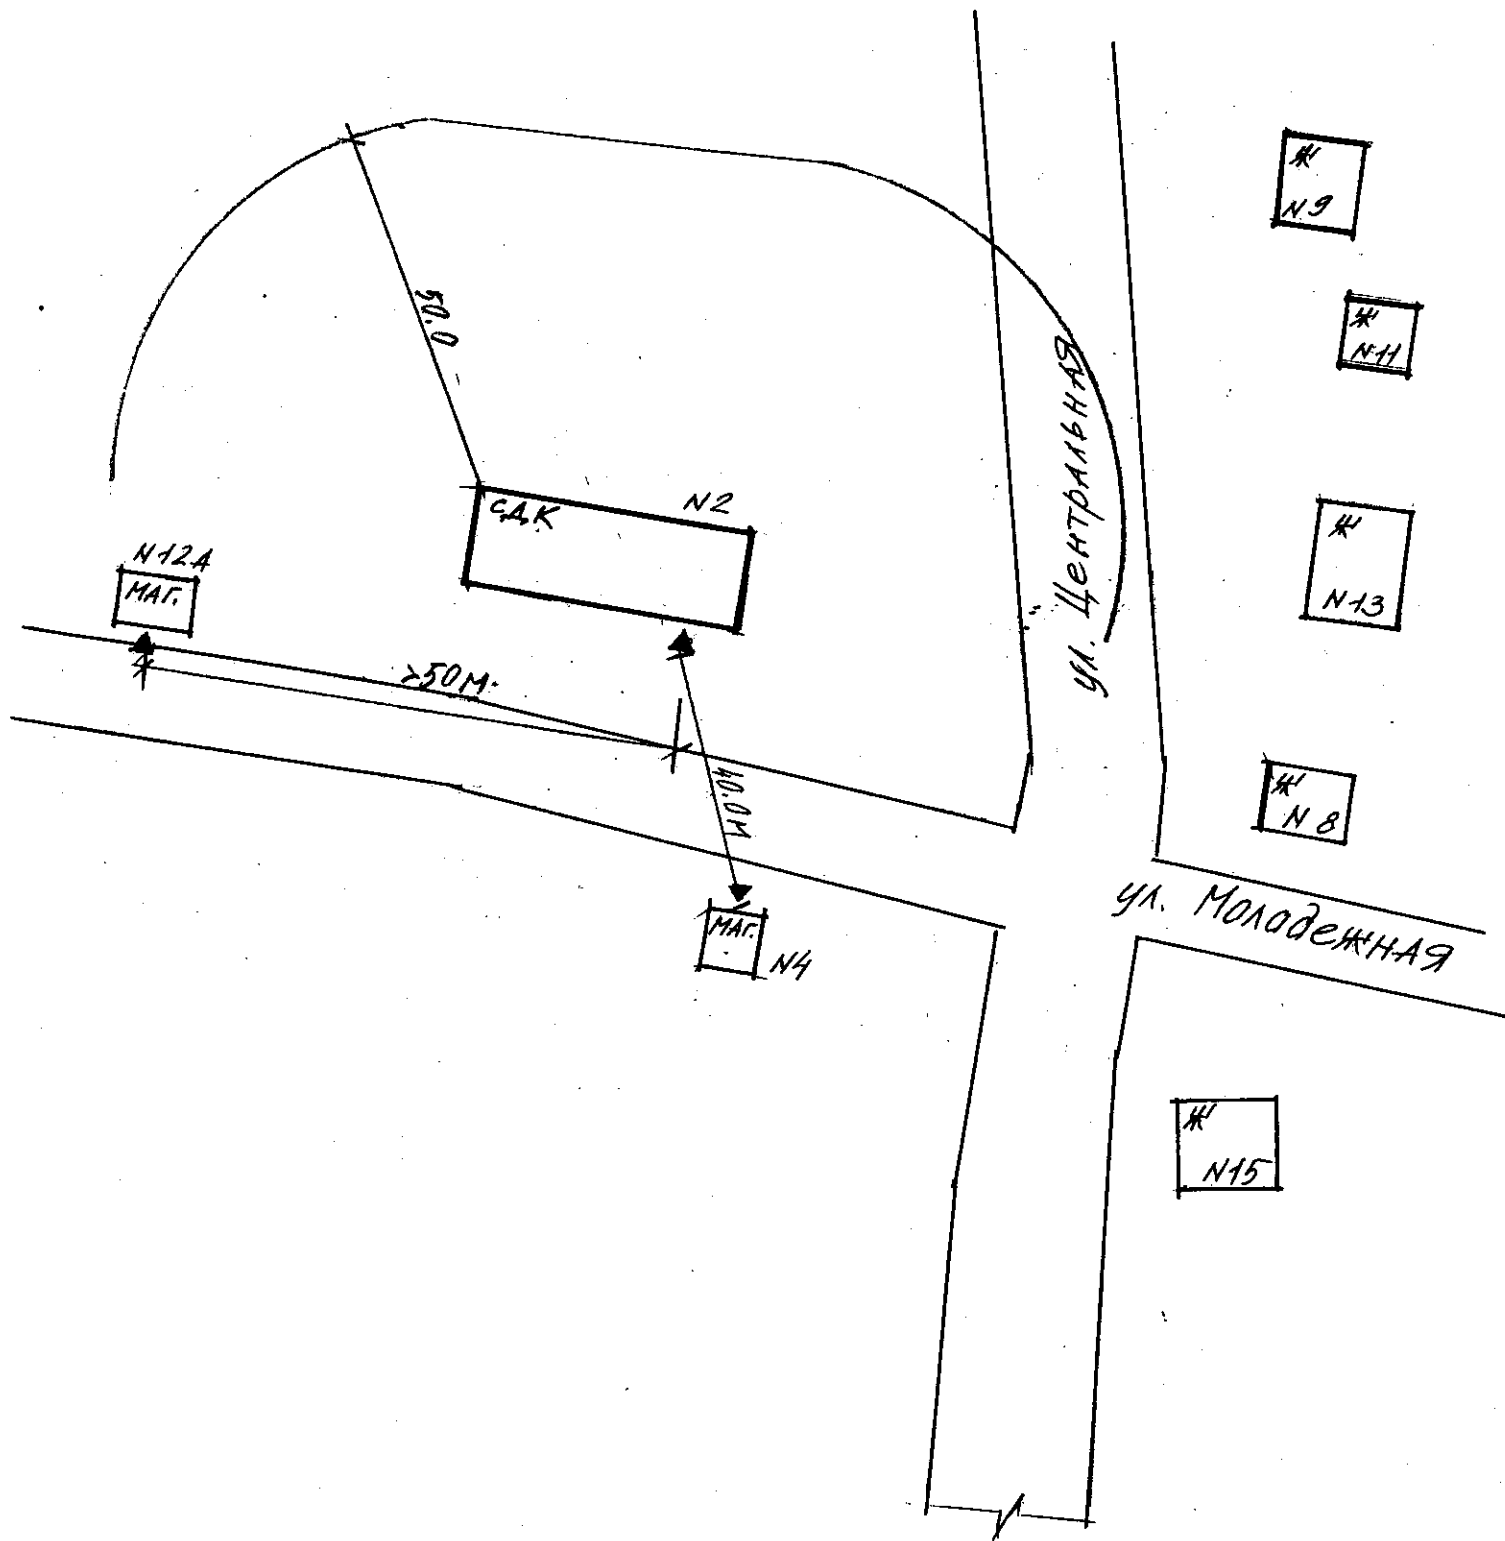 Ж
N9
50.0
Ж
N11
ул. Центральная
СДК
N2
Ж
N13
N12А
МАГ.
>50м.
40.0м
Ж
N8
ул. Молодежная
МАГ.
N4
Ж
N15